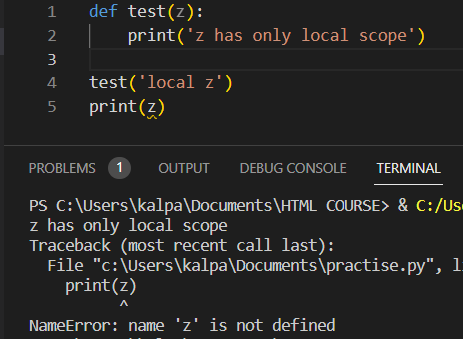 1 def test(z):
2     print('z has only local scope')
3
4 test('local z')
5 print(z)
PROBLEMS 1 OUTPUT DEBUG CONSOLE TERMINAL
PS C:\Users\kalpa\Documents\HTML COURSE> & C:/Use
z has only local scope
Traceback (most recent call last):
  File "c:\Users\kalpa\Documents\practise.py", li
    print(z)
          ^
NameError: name 'z' is not defined